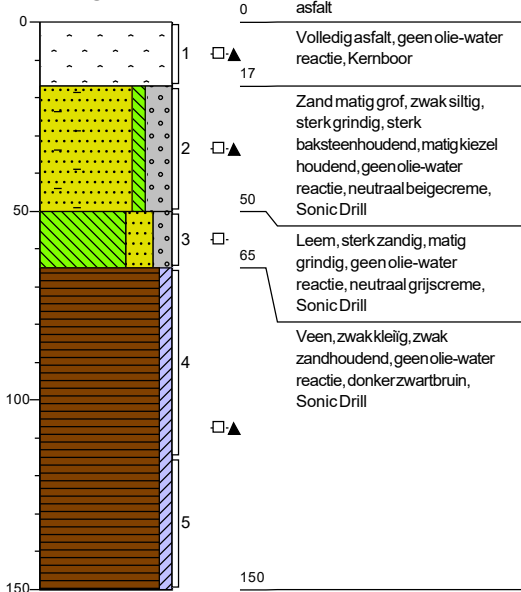 0
50
100
150
1
2
3
4
5
0
asfalt
Volledig asfalt, geen olie-water
reactie, Kernboor
17
Zand matig grof, zwak siltig,
sterk grindig, sterk
baksteenhoudend, matig kiezel
houdend, geen olie-water
reactie, neutraal beigecreme,
Sonic Drill
50
Leem, sterk zandig, matig
grindig, geen olie-water
reactie, neutraal grijscreme,
Sonic Drill
65
Veen, zwak kleiïg, zwak
zandhoudend, geen olie-water
reactie, donker zwartbruin,
Sonic Drill
150